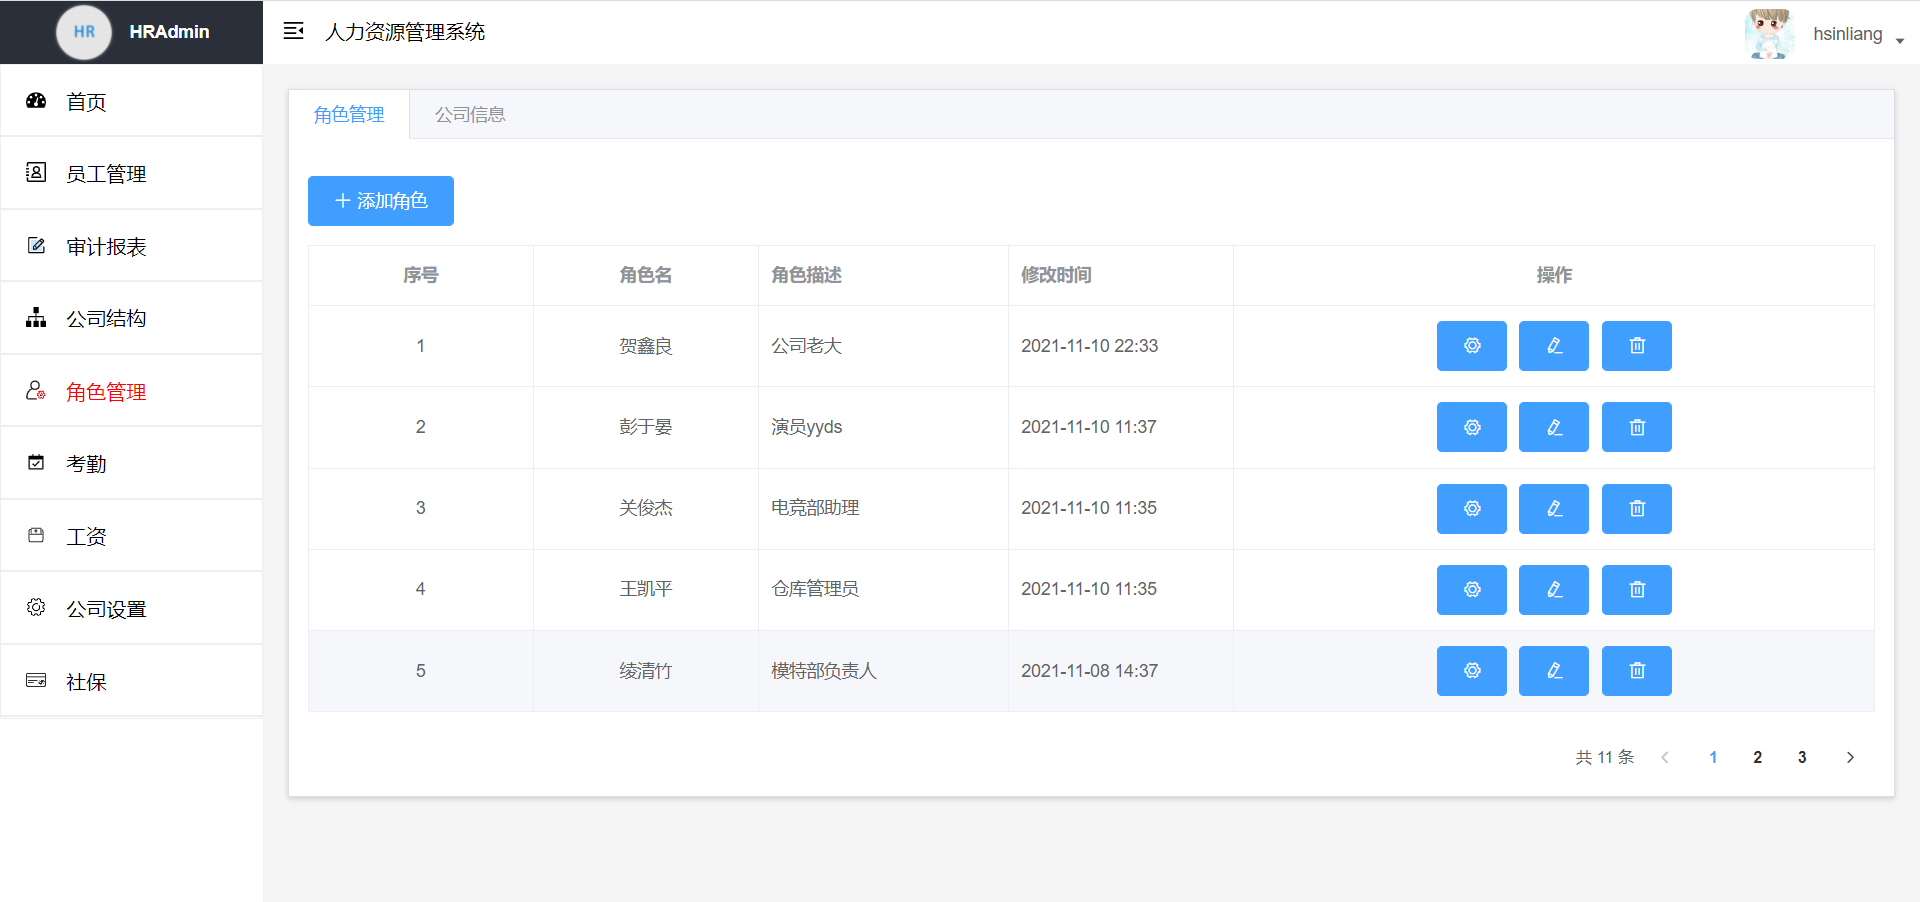 HR HRAdmin 人力资源管理系统 hsinliang
首页
员工管理
审计报表
公司结构
角色管理
考勤
工资
公司设置
社保
角色管理 公司信息
添加角色
序号 角色名 角色描述 修改时间 操作
1 贺鑫良 公司老大 2021-11-10 22:33
2 彭于晏 演员yyds 2021-11-10 11:37
3 关俊杰 电竞部助理 2021-11-10 11:35
4 王凯平 仓库管理员 2021-11-10 11:35
5 绫清竹 模特部负责人 2021-11-08 14:37
共 11 条 1 2 3